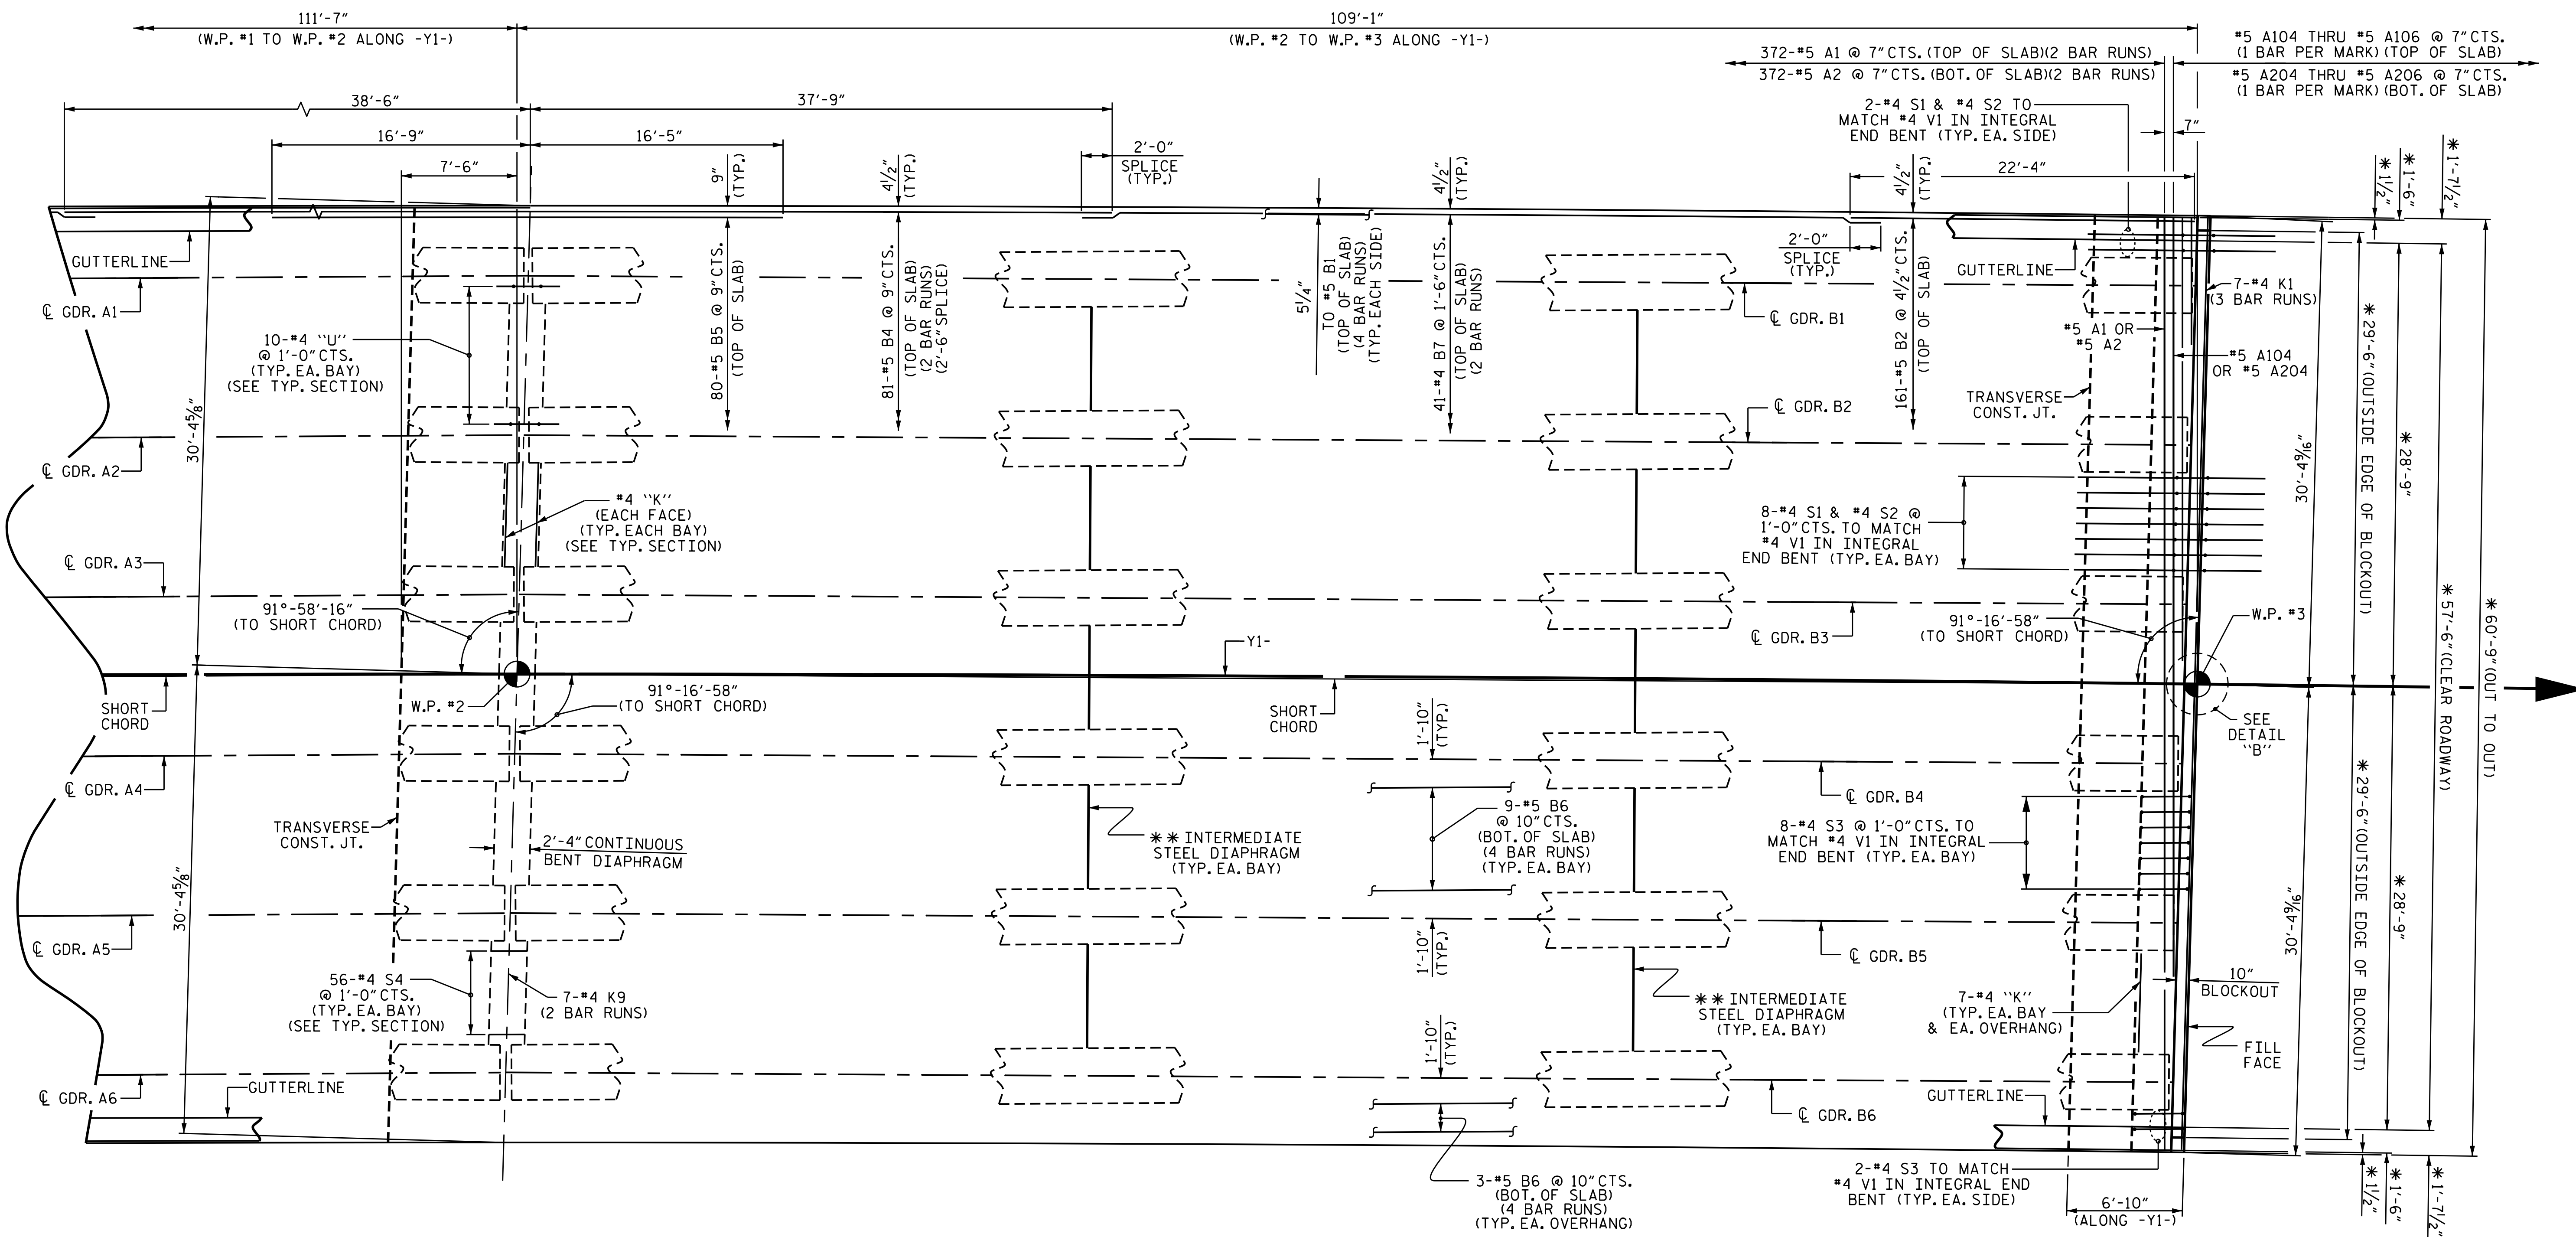 111'-7"
(W.P. #1 TO W.P. #2 ALONG -Y1-)
109'-1"
(W.P. #2 TO W.P. #3 ALONG -Y1-)
372-#5 A1 @ 7" CTS. (TOP OF SLAB)(2 BAR RUNS)
372-#5 A2 @ 7" CTS. (BOT. OF SLAB)(2 BAR RUNS)
#5 A104 THRU #5 A106 @ 7" CTS.
(1 BAR PER MARK) (TOP OF SLAB)
#5 A204 THRU #5 A206 @ 7" CTS.
(1 BAR PER MARK) (BOT. OF SLAB)
38'-6"
37'-9"
2-#4 S1 & #4 S2 TO
MATCH #4 V1 IN INTEGRAL
END BENT (TYP. EA. SIDE)
7"
16'-9"
16'-5"
7'-6"
9"
(TYP.)
4½"
(TYP.)
2'-0"
SPLICE
(TYP.)
4½"
(TYP.)
4½"
(TYP.)
22'-4"
* 1½"
* 1'-6"
* 1'-7½"
GUTTERLINE
℄ GDR. A1
80-#5 B5 @ 9" CTS.
(TOP OF SLAB)
81-#5 B4 @ 9" CTS.
(TOP OF SLAB)
(2 BAR RUNS)
(2'-6" SPLICE)
5¼"
TO #5 B1
(TOP OF SLAB)
(4 BAR RUNS)
(TYP. EACH SIDE)
41-#4 B7 @ 1'-6" CTS.
(TOP OF SLAB)
(2 BAR RUNS)
2'-0"
SPLICE
(TYP.)
161-#5 B2 @ 4½" CTS.
(TOP OF SLAB)
GUTTERLINE
7-#4 K1
(3 BAR RUNS)
℄ GDR. B1
#5 A1 OR
#5 A2
#5 A104
OR #5 A204
10-#4 "U"
@ 1'-0" CTS.
(TYP. EA. BAY)
(SEE TYP. SECTION)
TRANSVERSE
CONST. JT.
℄ GDR. B2
30'-4⅝"
℄ GDR. A2
30'-4⁹⁄₁₆"
* 29'-6" (OUTSIDE EDGE OF BLOCKOUT)
* 28'-9"
* 57'-6" (CLEAR ROADWAY)
* 60'-9" (OUT TO OUT)
#4 "K"
(EACH FACE)
(TYP. EACH BAY)
(SEE TYP. SECTION)
8-#4 S1 & #4 S2 @
1'-0" CTS. TO MATCH
#4 V1 IN INTEGRAL
END BENT (TYP. EA. BAY)
℄ GDR. A3
91°-58'-16"
(TO SHORT CHORD)
℄ GDR. B3
91°-16'-58"
(TO SHORT CHORD)
W.P. #3
Y1-
SHORT
CHORD
W.P. #2
91°-16'-58"
(TO SHORT CHORD)
SHORT
CHORD
1'-10"
(TYP.)
SEE
DETAIL
"B"
℄ GDR. A4
℄ GDR. B4
TRANSVERSE
CONST. JT.
2'-4" CONTINUOUS
BENT DIAPHRAGM
** INTERMEDIATE
STEEL DIAPHRAGM
(TYP. EA. BAY)
9-#5 B6
@ 10" CTS.
(BOT. OF SLAB)
(4 BAR RUNS)
(TYP. EA. BAY)
8-#4 S3 @ 1'-0" CTS. TO
MATCH #4 V1 IN INTEGRAL
END BENT (TYP. EA. BAY)
30'-4⅝"
℄ GDR. A5
1'-10"
(TYP.)
℄ GDR. B5
30'-4⁹⁄₁₆"
* 29'-6" (OUTSIDE EDGE OF BLOCKOUT)
* 28'-9"
56-#4 S4
@ 1'-0" CTS.
(TYP. EA. BAY)
(SEE TYP. SECTION)
7-#4 K9
(2 BAR RUNS)
** INTERMEDIATE
STEEL DIAPHRAGM
(TYP. EA. BAY)
7-#4 "K"
(TYP. EA. BAY
& EA. OVERHANG)
10"
BLOCKOUT
FILL
FACE
1'-10"
(TYP.)
℄ GDR. A6
GUTTERLINE
℄ GDR. B6
GUTTERLINE
3-#5 B6 @ 10" CTS.
(BOT. OF SLAB)
(4 BAR RUNS)
(TYP. EA. OVERHANG)
2-#4 S3 TO MATCH
#4 V1 IN INTEGRAL END
BENT (TYP. EA. SIDE)
6'-10"
(ALONG -Y1-)
* 1½"
* 1'-6"
* 1'-7½"